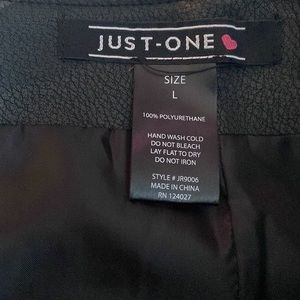 JUST-ONE
SIZE
L
100% POLYURETHANE
HAND WASH COLD
DO NOT BLEACH
LAY FLAT TO DRY
DO NOT IRON
STYLE # JR9006
MADE IN CHINA
RN 124027